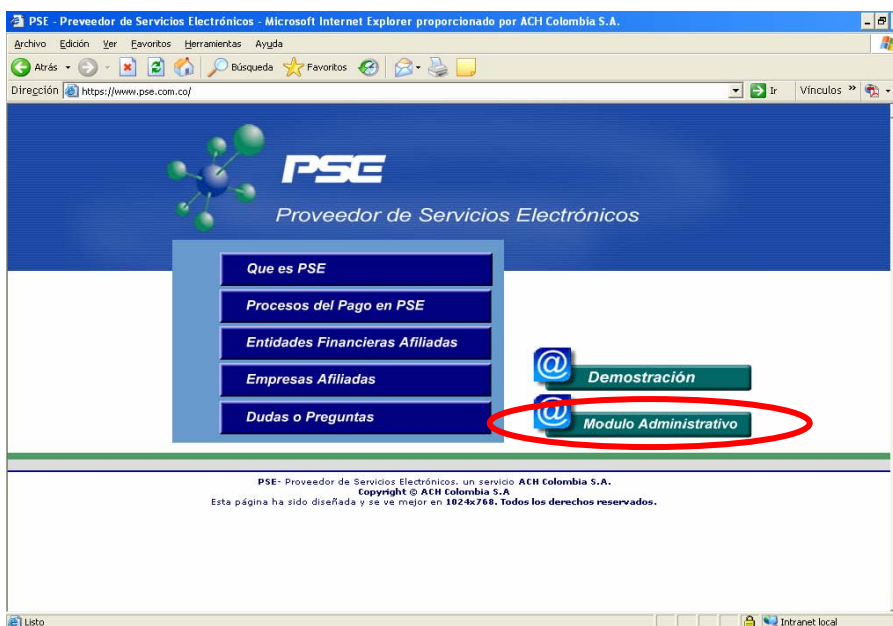 PSE - Preveedor de Servicios Electrónicos - Microsoft Internet Explorer proporcionado por ACH Colombia S.A.
Archivo Edición Ver Favoritos Herramientas Ayuda
Atrás Búsqueda Favoritos
Dirección https://www.pse.com.co/ Ir Vínculos »
PSE
Proveedor de Servicios Electrónicos
Que es PSE
Procesos del Pago en PSE
Entidades Financieras Afiliadas
Empresas Afiliadas
Dudas o Preguntas
@ Demostración
@ Modulo Administrativo
PSE- Proveedor de Servicios Electrónicos. un servicio ACH Colombia S.A.
Copyright © ACH Colombia S.A
Esta página ha sido diseñada y se ve mejor en 1024x768. Todos los derechos reservados.
Listo Intranet local